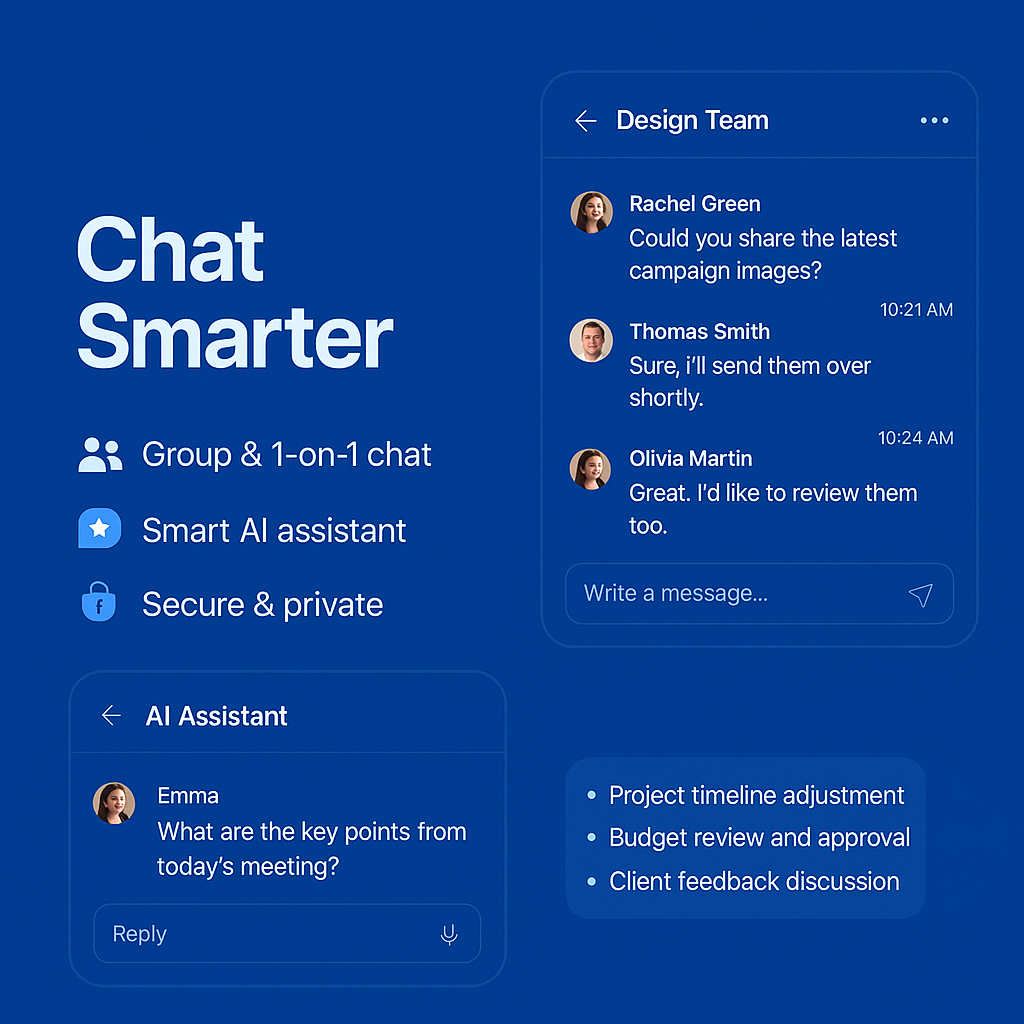 Chat
Smarter
Group & 1-on-1 chat
Smart AI assistant
Secure & private
Design Team
Rachel Green
Could you share the latest
campaign images?
10:21 AM
Thomas Smith
Sure, i’ll send them over
shortly.
10:24 AM
Olivia Martin
Great. I’d like to review them
too.
Write a message...
AI Assistant
Emma
What are the key points from
today’s meeting?
Reply
• Project timeline adjustment
• Budget review and approval
• Client feedback discussion